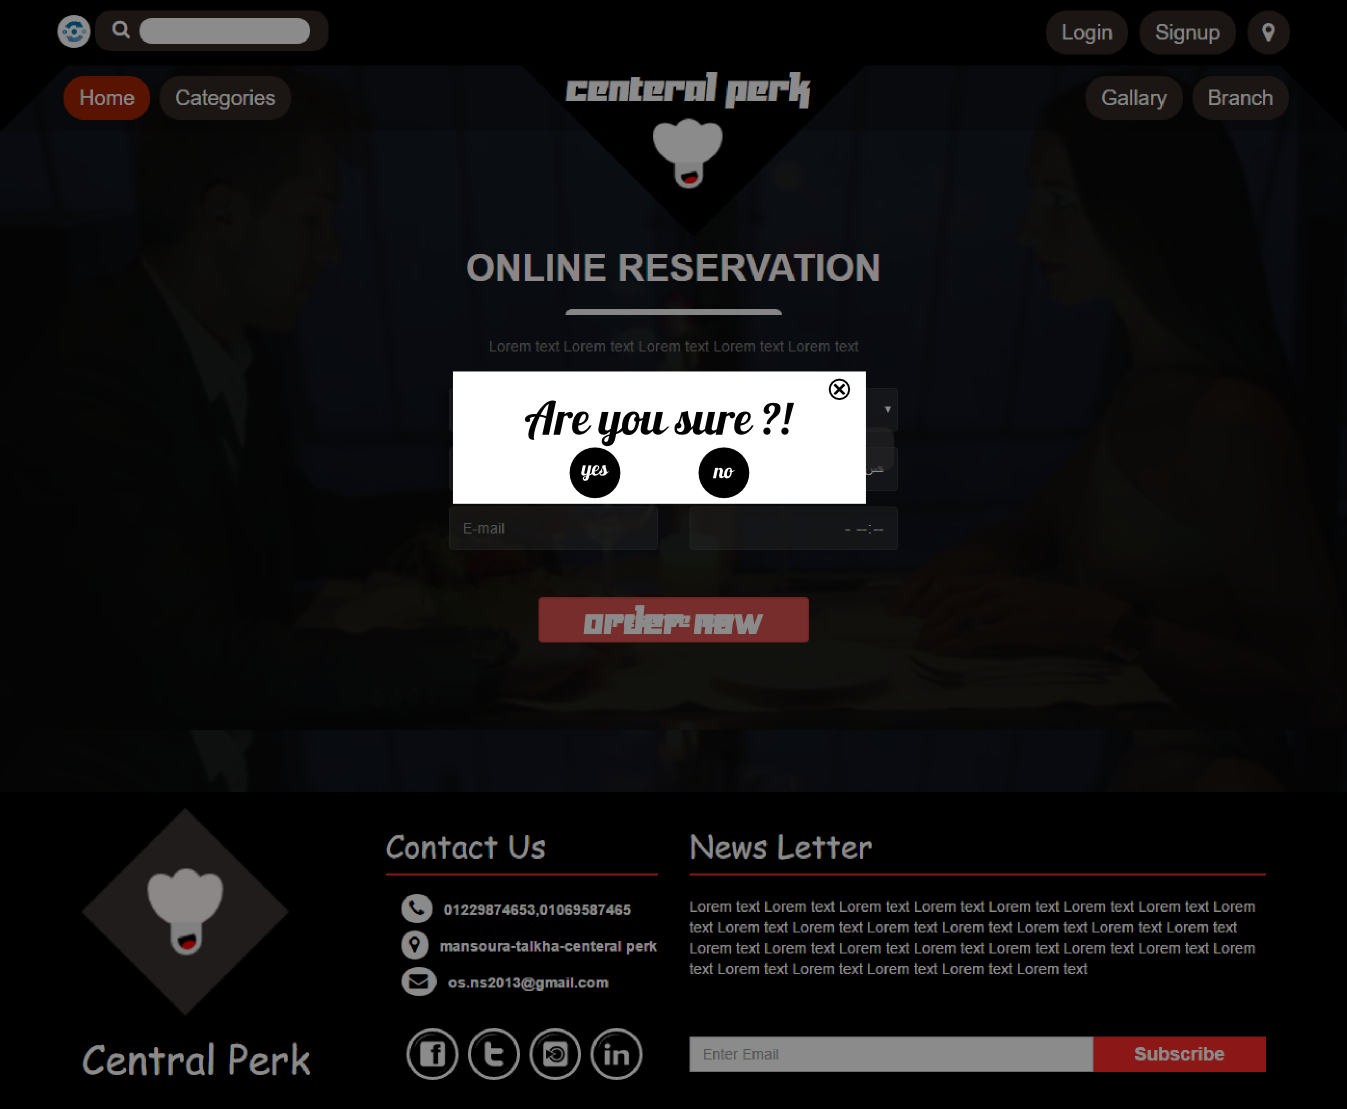 Login
Signup
Home
Categories
centeral perk
Gallary
Branch
ONLINE RESERVATION
Lorem text Lorem text Lorem text Lorem text Lorem text
Are you sure ?!
yes
no
E-mail
- --:--
order now
Contact Us
01229874653,01069587465
mansoura-talkha-centeral perk
os.ns2013@gmail.com
News Letter
Lorem text Lorem text Lorem text Lorem text Lorem text Lorem text Lorem text Lorem
text Lorem text Lorem text Lorem text Lorem text Lorem text Lorem text Lorem text
Lorem text Lorem text Lorem text Lorem text Lorem text Lorem text Lorem text Lorem
text Lorem text Lorem text Lorem text Lorem text Lorem text
Central Perk
Enter Email
Subscribe